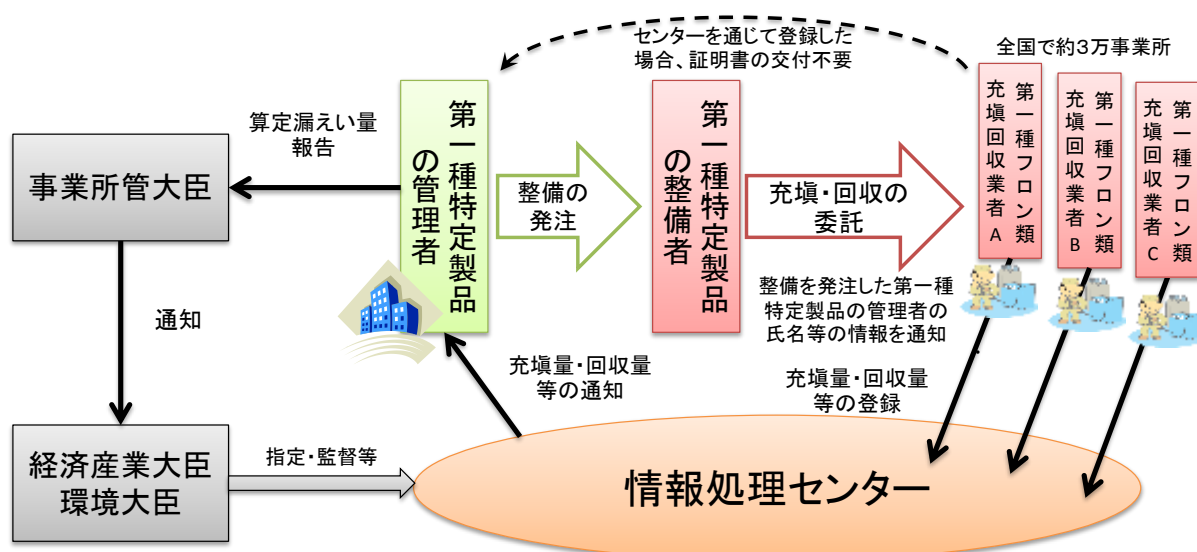 センターを通じて登録した
場合、証明書の交付不要
全国で約3万事業所
算定漏えい量
報告
事業所管大臣
第一種特定製品
の管理者
整備の
発注
第一種特定製品
の整備者
充塡・回収の
委託
第一種フロン類
充塡回収業者A
第一種フロン類
充塡回収業者B
第一種フロン類
充塡回収業者C
整備を発注した第一種
特定製品の管理者の
氏名等の情報を通知
通知
充塡量・回収量
等の通知
充塡量・回収量
等の登録
経済産業大臣
環境大臣
指定・監督等
情報処理センター